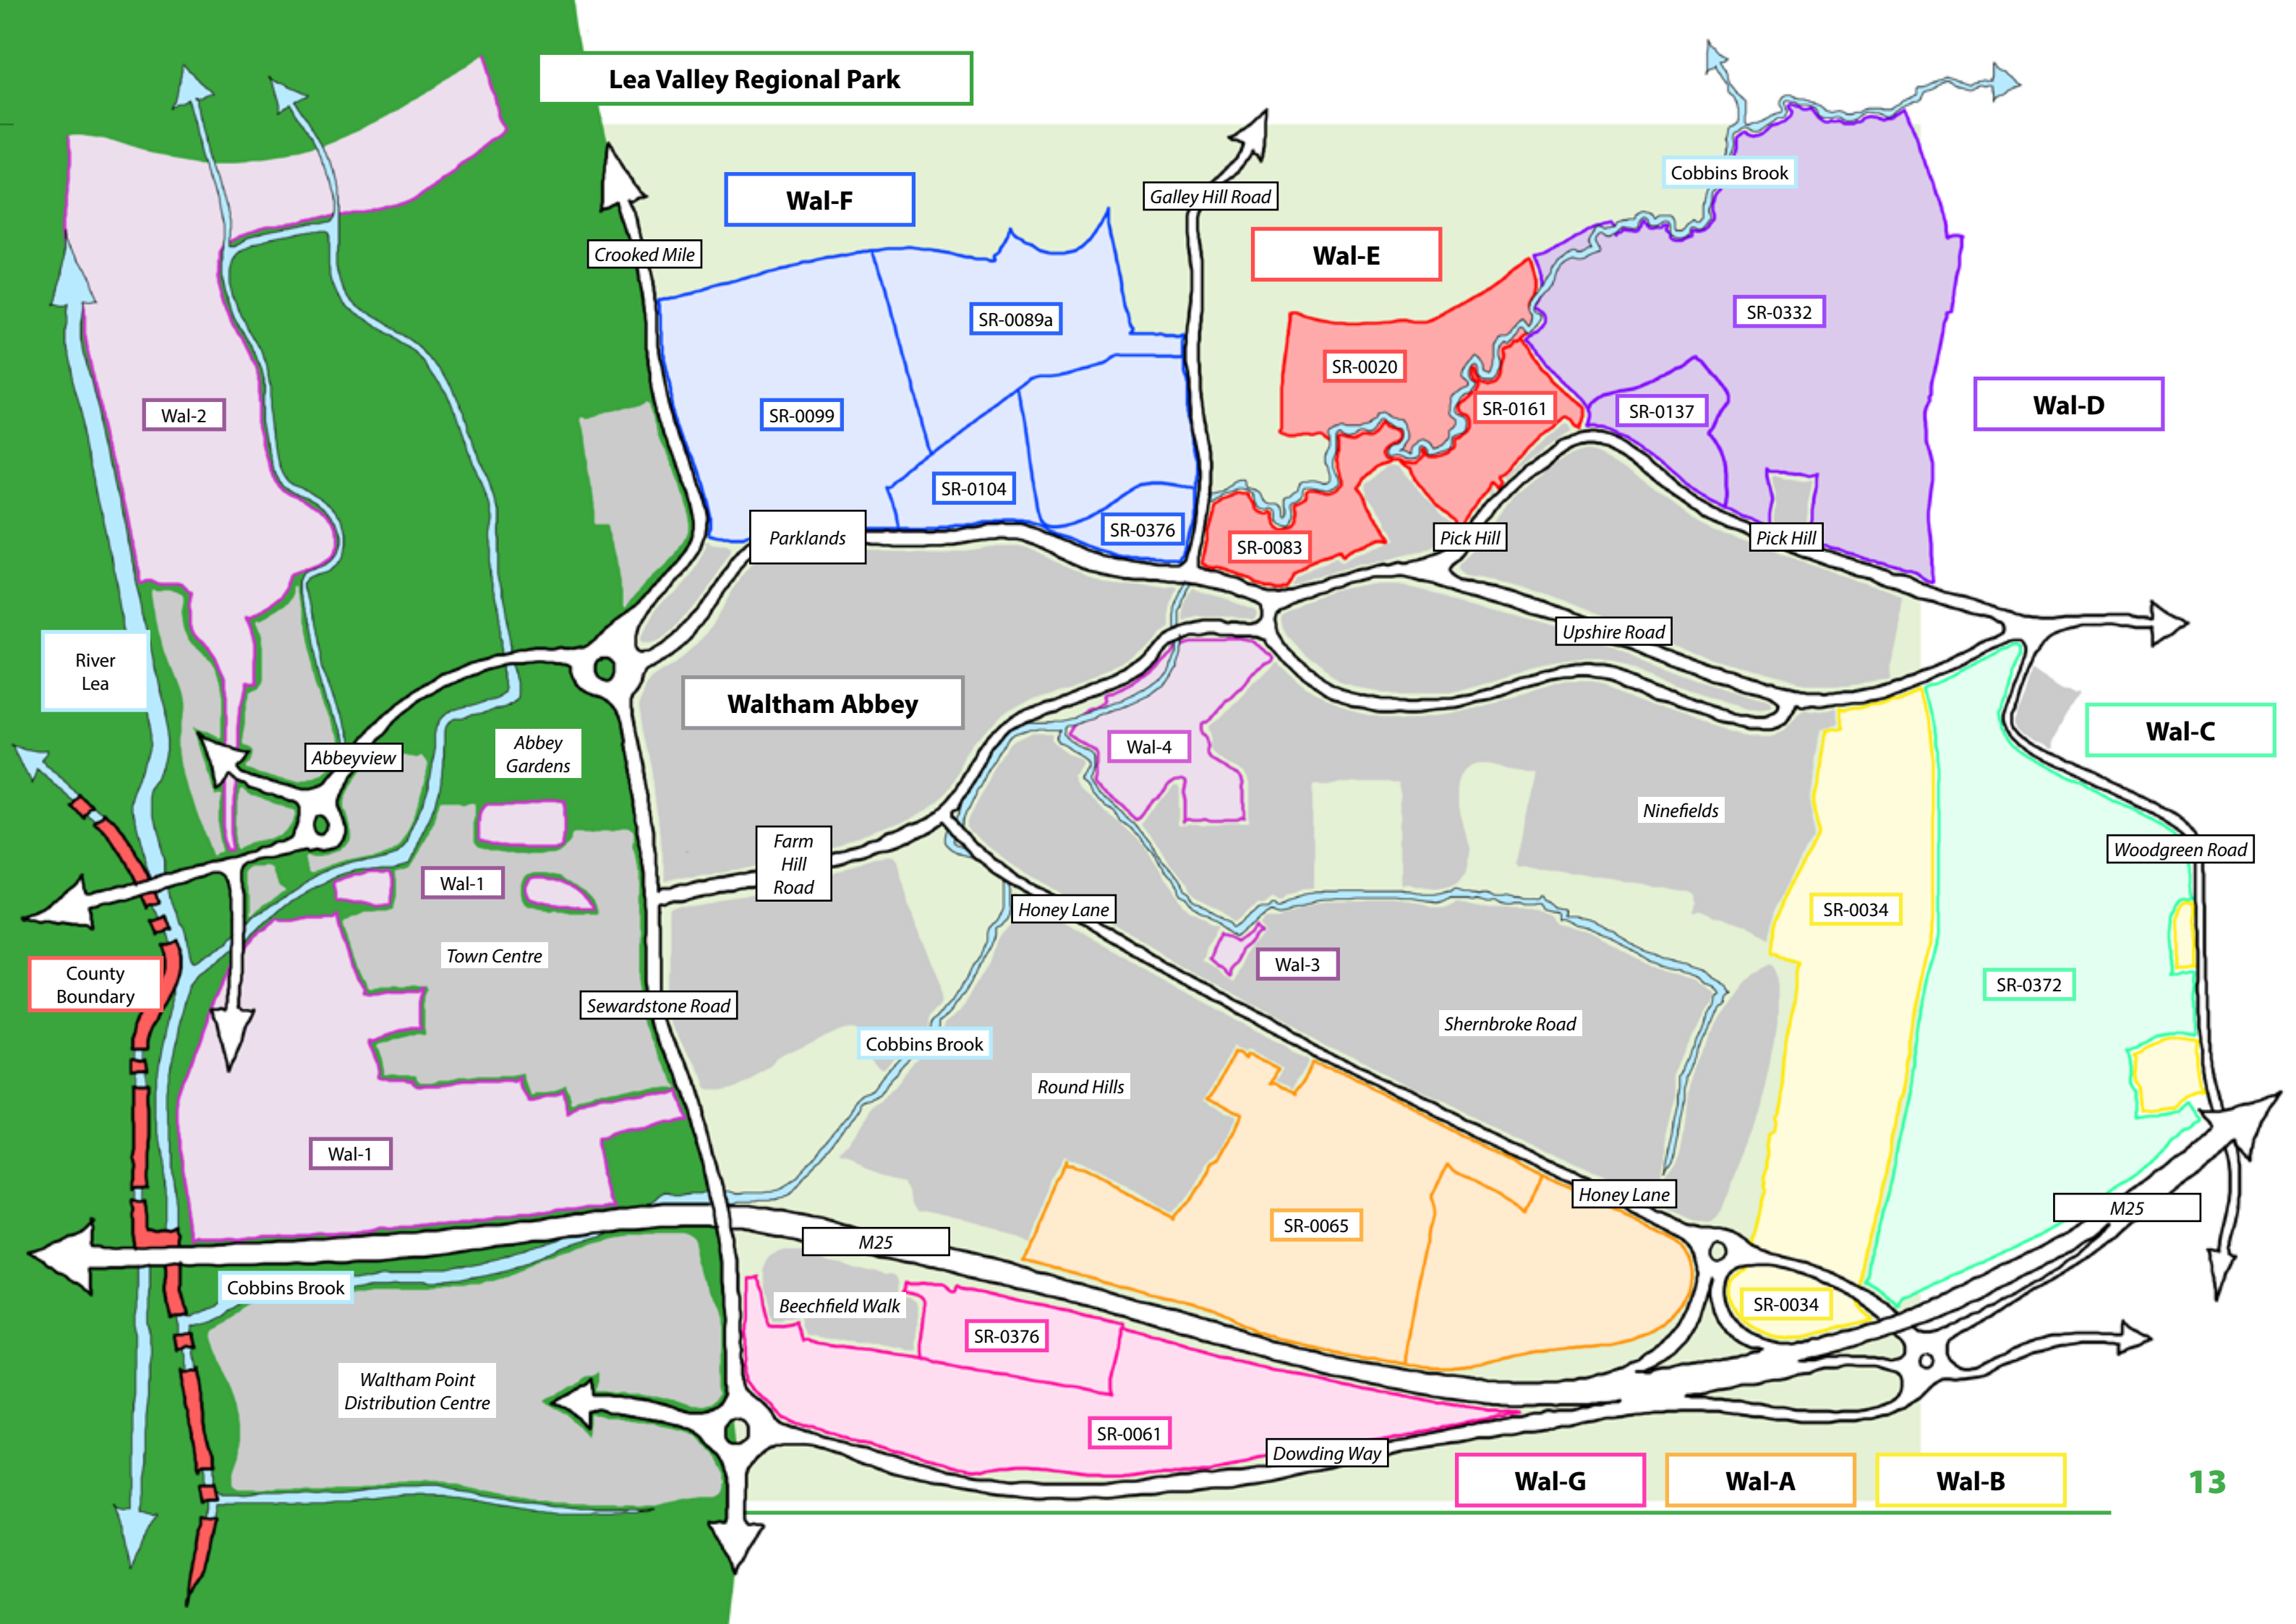 Lea Valley Regional Park
Cobbins Brook
Wal-F
Galley Hill Road
Crooked Mile
Wal-E
SR-0089a
SR-0332
SR-0020
Wal-D
Wal-2
SR-0099
SR-0161
SR-0137
SR-0104
SR-0376
Parklands
SR-0083
Pick Hill
Pick Hill
Upshire Road
River
Lea
Waltham Abbey
Wal-C
Abbeyview
Abbey
Gardens
Wal-4
Ninefields
Farm
Hill
Road
Woodgreen Road
Wal-1
Honey Lane
SR-0034
Town Centre
Wal-3
County
Boundary
SR-0372
Sewardstone Road
Shernbroke Road
Cobbins Brook
Round Hills
Wal-1
Honey Lane
M25
SR-0065
M25
Cobbins Brook
Beechfield Walk
SR-0034
SR-0376
Waltham Point
Distribution Centre
SR-0061
Dowding Way
Wal-G
Wal-A
Wal-B
13